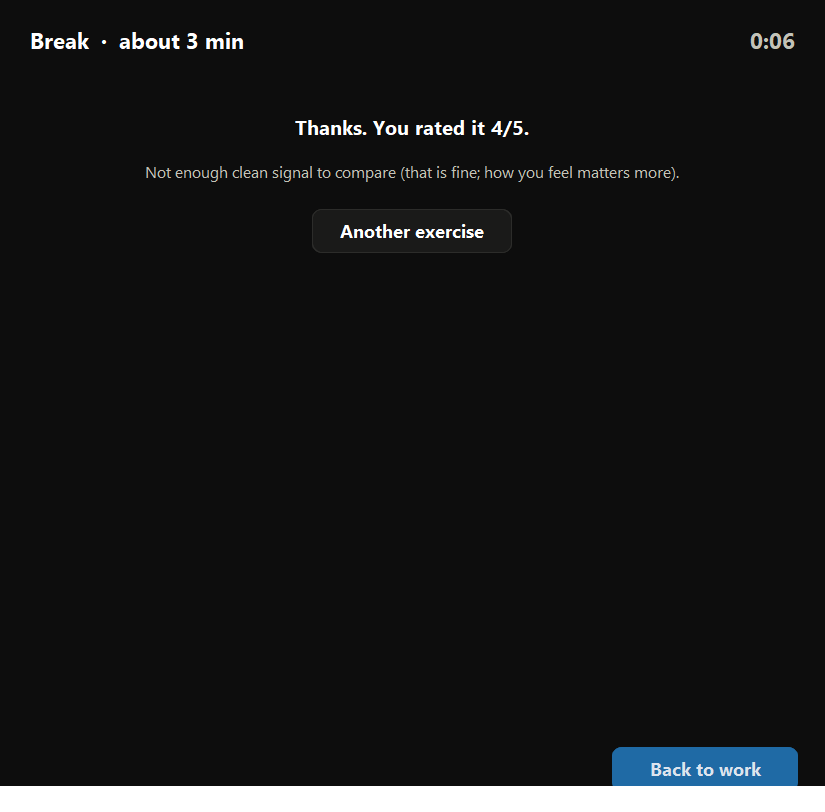 Break · about 3 min
0:06
Thanks. You rated it 4/5.
Not enough clean signal to compare (that is fine; how you feel matters more).
Another exercise
Back to work